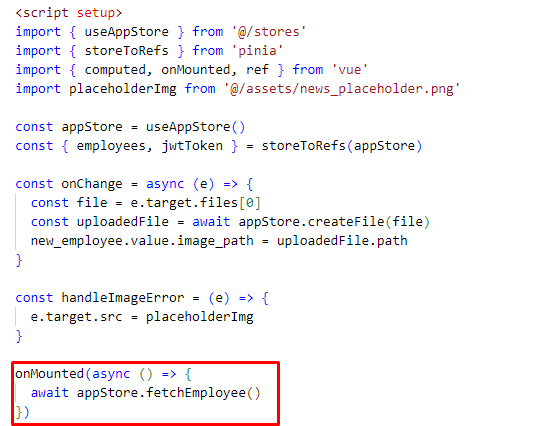 <script setup>
import { useAppStore } from '@/stores'
import { storeToRefs } from 'pinia'
import { computed, onMounted, ref } from 'vue'
import placeholderImg from '@/assets/news_placeholder.png'

const appStore = useAppStore()
const { employees, jwtToken } = storeToRefs(appStore)

const onChange = async (e) => {
  const file = e.target.files[0]
  const uploadedFile = await appStore.createFile(file)
  new_employee.value.image_path = uploadedFile.path
}

const handleImageError = (e) => {
  e.target.src = placeholderImg
}

onMounted(async () => {
  await appStore.fetchEmployee()
})